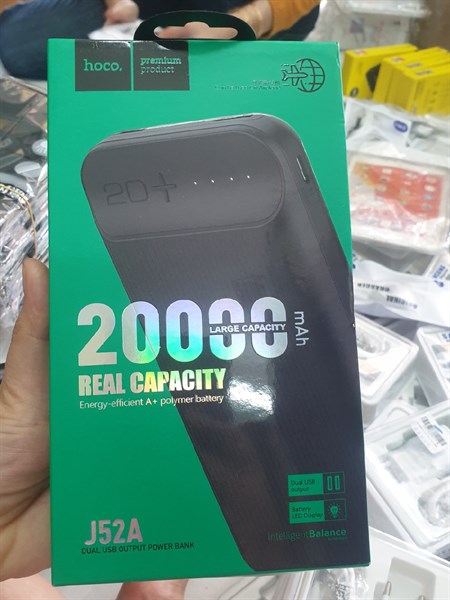 hoco.
premium
product
20+
20000 mAh
LARGE CAPACITY
REAL CAPACITY
Energy-efficient A+ polymer battery
Dual USB
output
Battery
LED Display
J52A
DUAL USB OUTPUT POWER BANK
IntelligentBalance